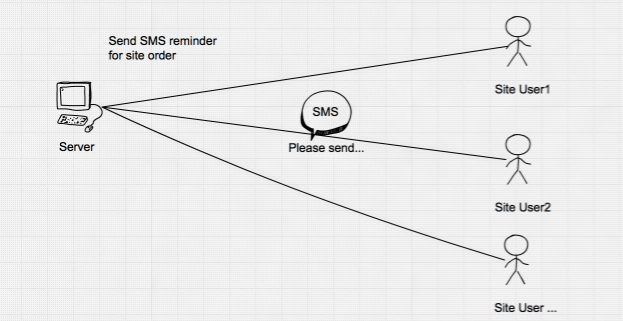 Send SMS reminder
for site order
Site User1
SMS
Server
Please send...
Site User2
Site User ...